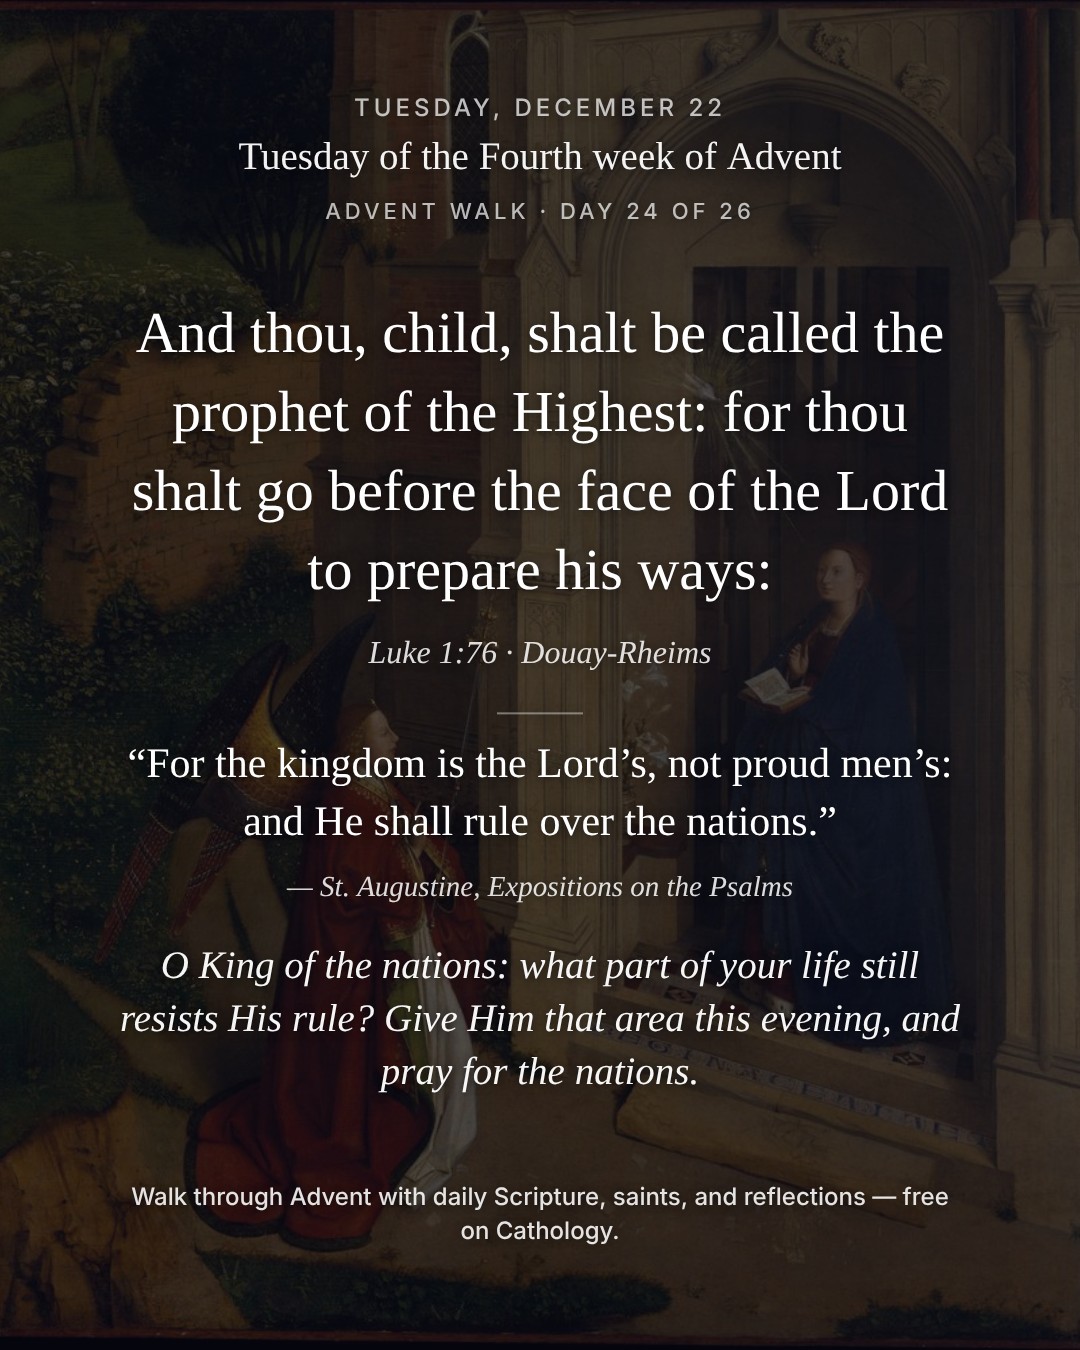 TUESDAY, DECEMBER 22
Tuesday of the Fourth week of Advent
ADVENT WALK · DAY 24 OF 26
And thou, child, shalt be called the
prophet of the Highest: for thou
shalt go before the face of the Lord
to prepare his ways:
Luke 1:76 · Douay-Rheims
“For the kingdom is the Lord’s, not proud men’s:
and He shall rule over the nations.”
— St. Augustine, Expositions on the Psalms
O King of the nations: what part of your life still
resists His rule? Give Him that area this evening, and
pray for the nations.
Walk through Advent with daily Scripture, saints, and reflections — free
on Cathology.